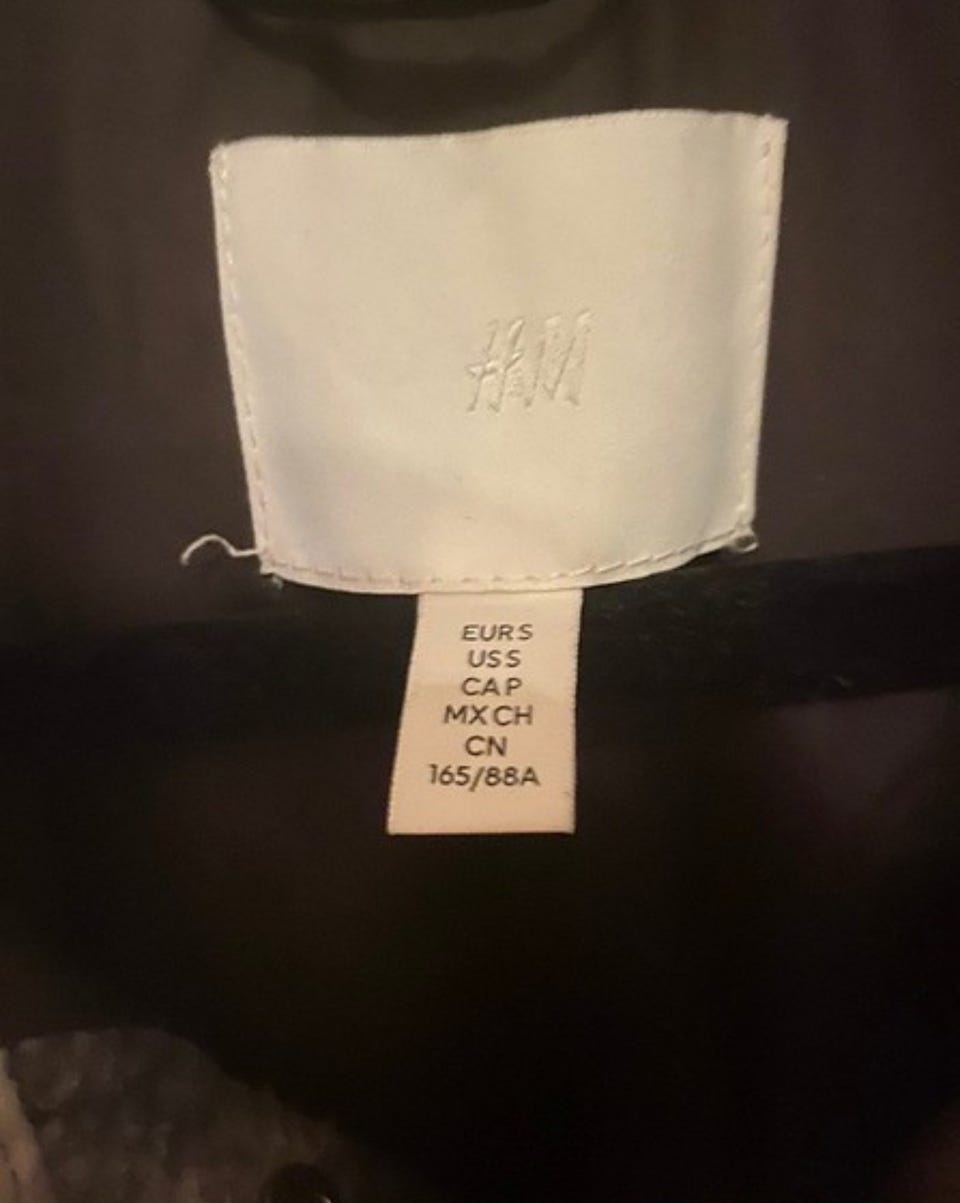 H&M
EUR S
US S
CA P
MX CH
CN
165/88A